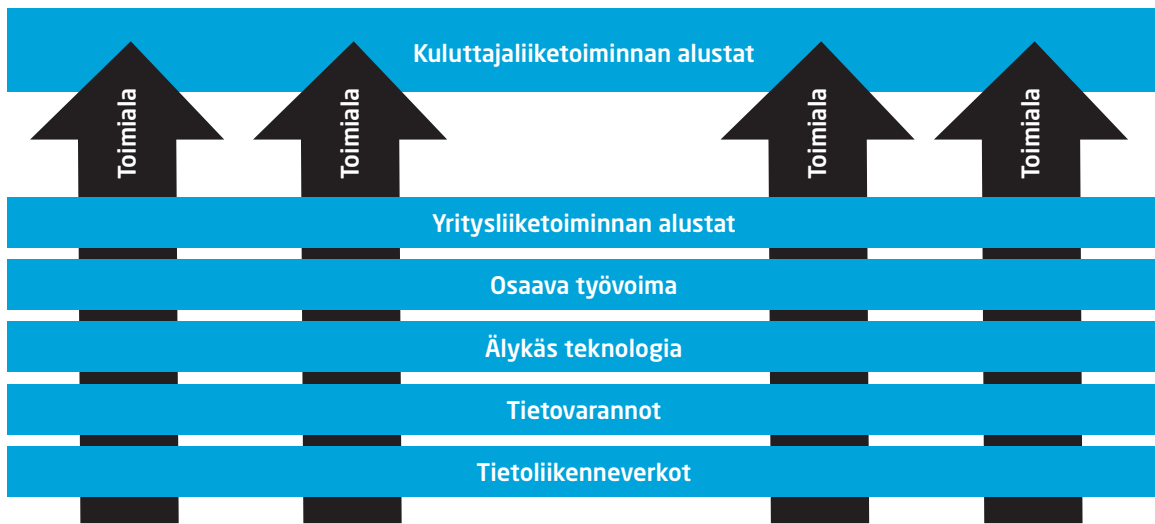 Kuluttajaliiketoiminnan alustat
Toimiala
Toimiala
Toimiala
Toimiala
Yritysliiketoiminnan alustat
Osaava työvoima
Älykäs teknologia
Tietovarannot
Tietoliikenneverkot